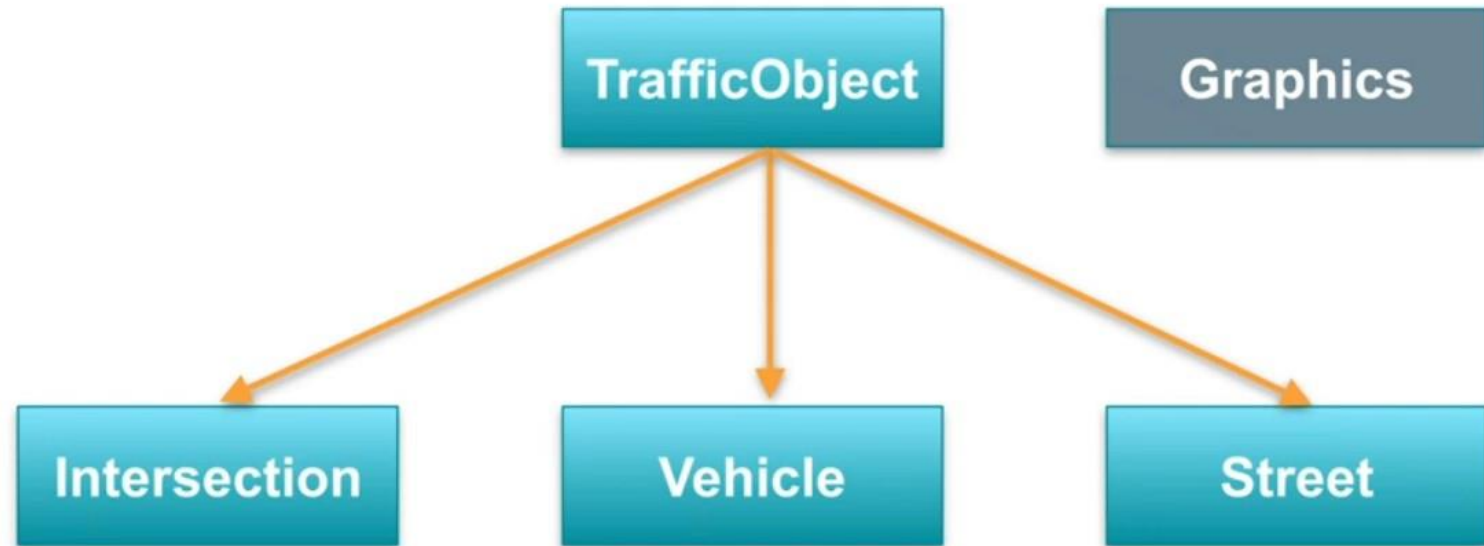 TrafficObject
Graphics
Intersection
Vehicle
Street